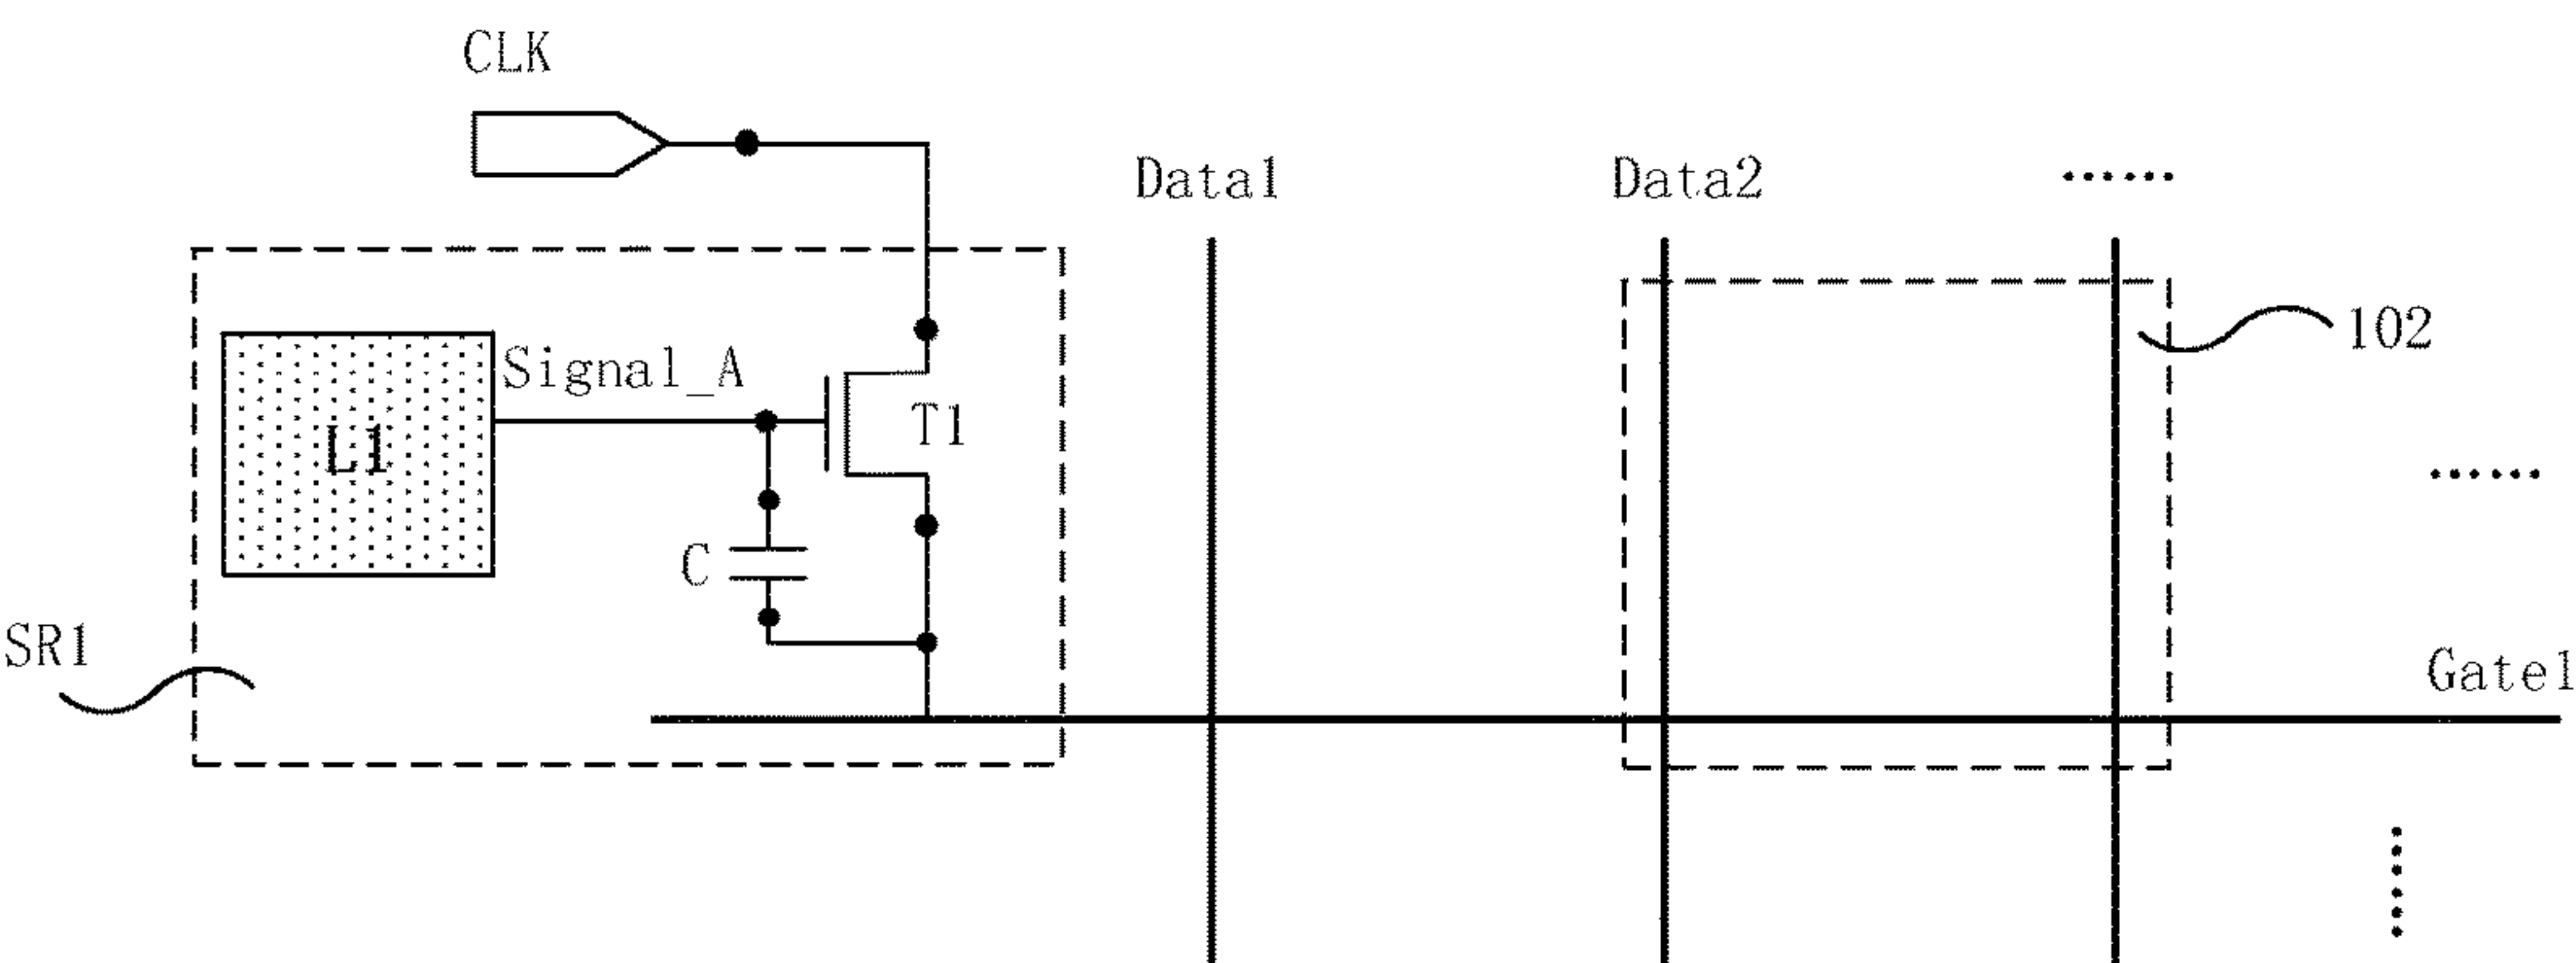 CLK
Data1
Data2
......
102
Signal_A
L1
T1
......
C
SR1
Gate1
......